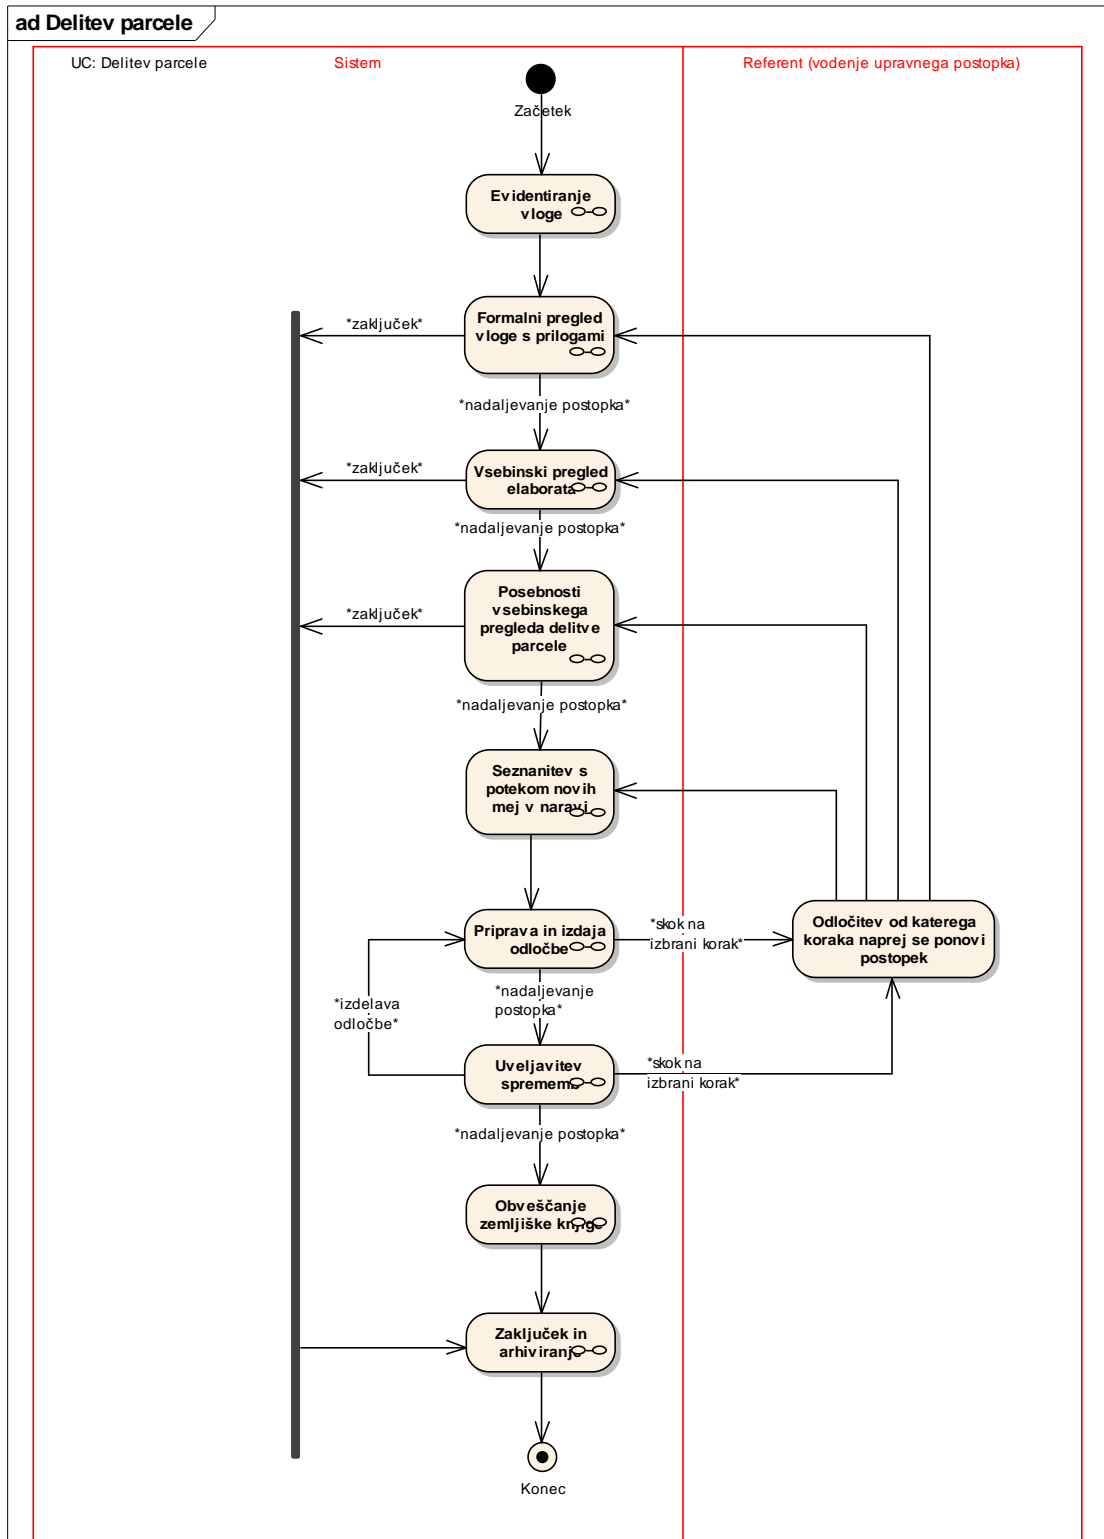 ad Delitev parcele
UC: Delitev parcele
Sistem
Referent (vodenje upravnega postopka)
Začetek
Evidentiranje
vloge
Formalni pregled
vloge s prilogami
*zaključek*
*nadaljevanje postopka*
Vsebinski pregled
elaborata
*zaključek*
*nadaljevanje postopka*
Posebnosti
vsebinskega
pregleda delitve
parcele
*zaključek*
*nadaljevanje postopka*
Seznanitev s
potekom novih
mej v naravi
Priprava in izdaja
odločbe
*skok na
izbrani korak*
Odločitev od katerega
koraka naprej se ponovi
postopek
*nadaljevanje
postopka*
*izdelava
odločbe*
Uveljavitev
sprememb
*skok na
izbrani korak*
*nadaljevanje postopka*
Obveščanje
zemljiške knjige
Zaključek in
arhiviranje
Konec